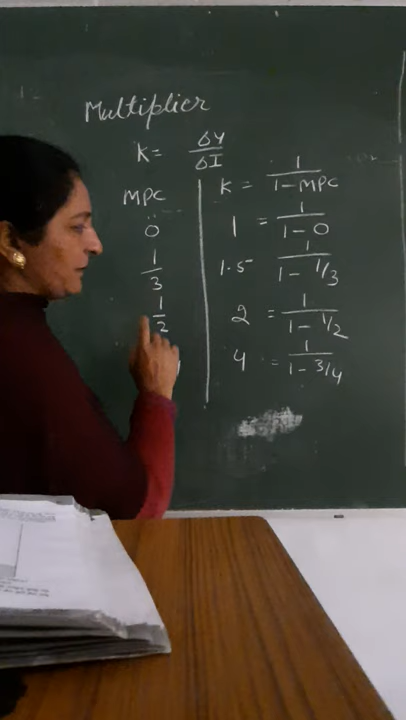 Multiplier
K = ΔY/ΔI
MPC K = 1/(1-MPC)
0 1 = 1/(1-0)
1/3 1.5 1/(1-1/3)
1/2 2 = 1/(1-1/2)
4 = 1/(1-3/4)